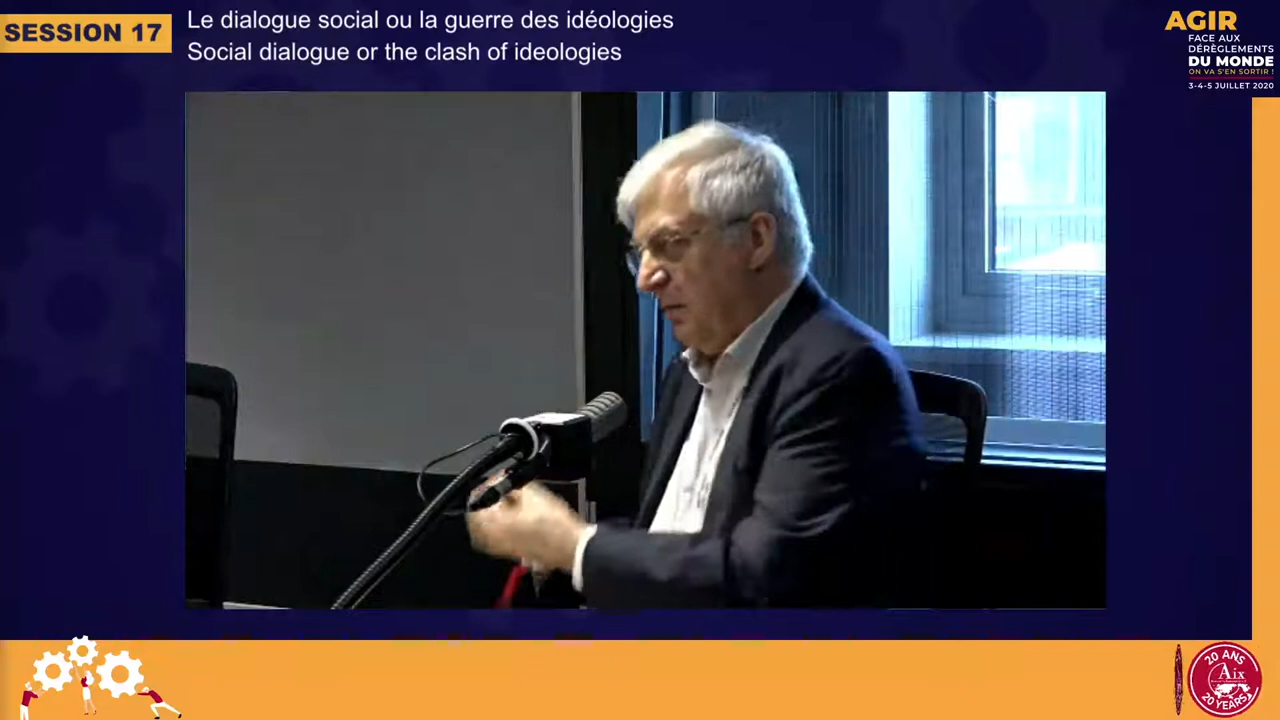 SESSION 17
Le dialogue social ou la guerre des idéologies
Social dialogue or the clash of ideologies
AGIR
FACE AUX
DÉRÈGLEMENTS
DU MONDE
ON VA S'EN SORTIR !
3-4-5 JUILLET 2020
20 ANS
Aix
20 YEARS